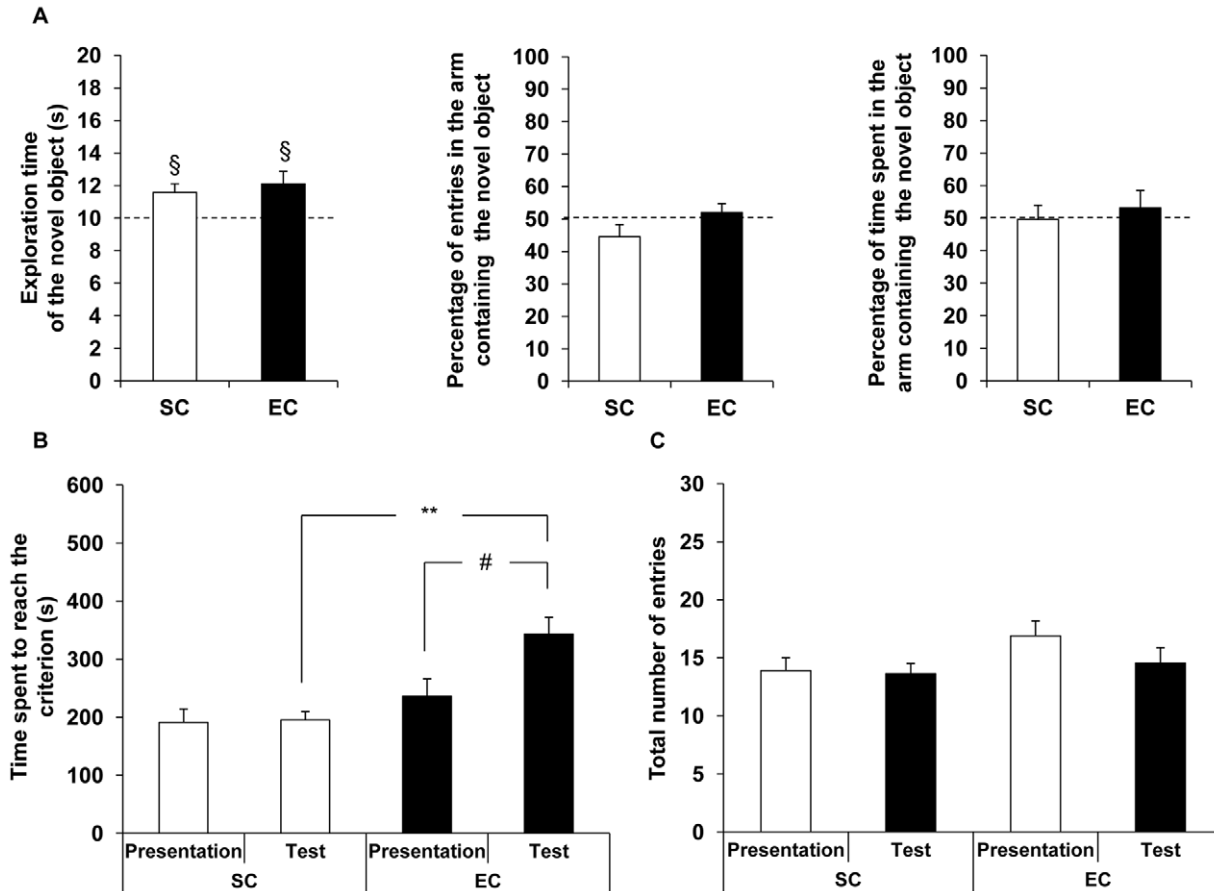 A
Exploration time
of the novel object (s)
20
18
16
14
12
10
8
6
4
2
0
§
§
SC
EC
Percentage of entries in the arm
containing the novel object
100
90
80
70
60
50
40
30
20
10
0
SC
EC
Percentage of time spent in the
arm containing the novel object
100
90
80
70
60
50
40
30
20
10
0
SC
EC
B
Time spent to reach the
criterion (s)
600
500
400
300
200
100
0
**
#
Presentation
Test
Presentation
Test
SC
EC
C
Total number of entries
30
25
20
15
10
5
0
Presentation
Test
Presentation
Test
SC
EC